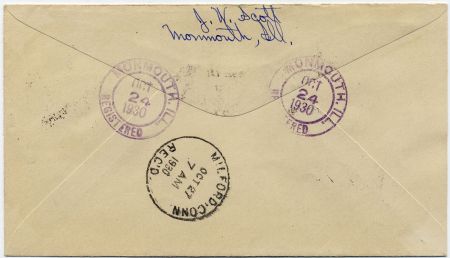 J. W. Scott
Monmouth, Ill.
MONMOUTH, ILL.
OCT
24
1930
REGISTERED
MONMOUTH, ILL.
OCT
24
1930
REGISTERED
MILFORD, CONN
OCT 27
7 AM
1930
REC'D.